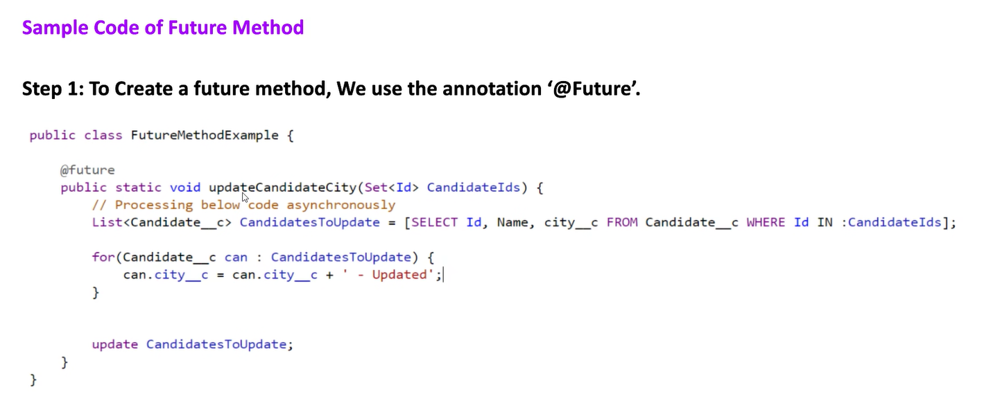 Sample Code of Future Method
Step 1: To Create a future method, We use the annotation ‘@Future’.
public class FutureMethodExample {
@future
public static void updateCandidateCity(Set<Id> CandidateIds) {
// Processing below code asynchronously
List<Candidate__c> CandidatesToUpdate = [SELECT Id, Name, city__c FROM Candidate__c WHERE Id IN :CandidateIds];
for(Candidate__c can : CandidatesToUpdate) {
can.city__c = can.city__c + ' - Updated';
}
update CandidatesToUpdate;
}
}